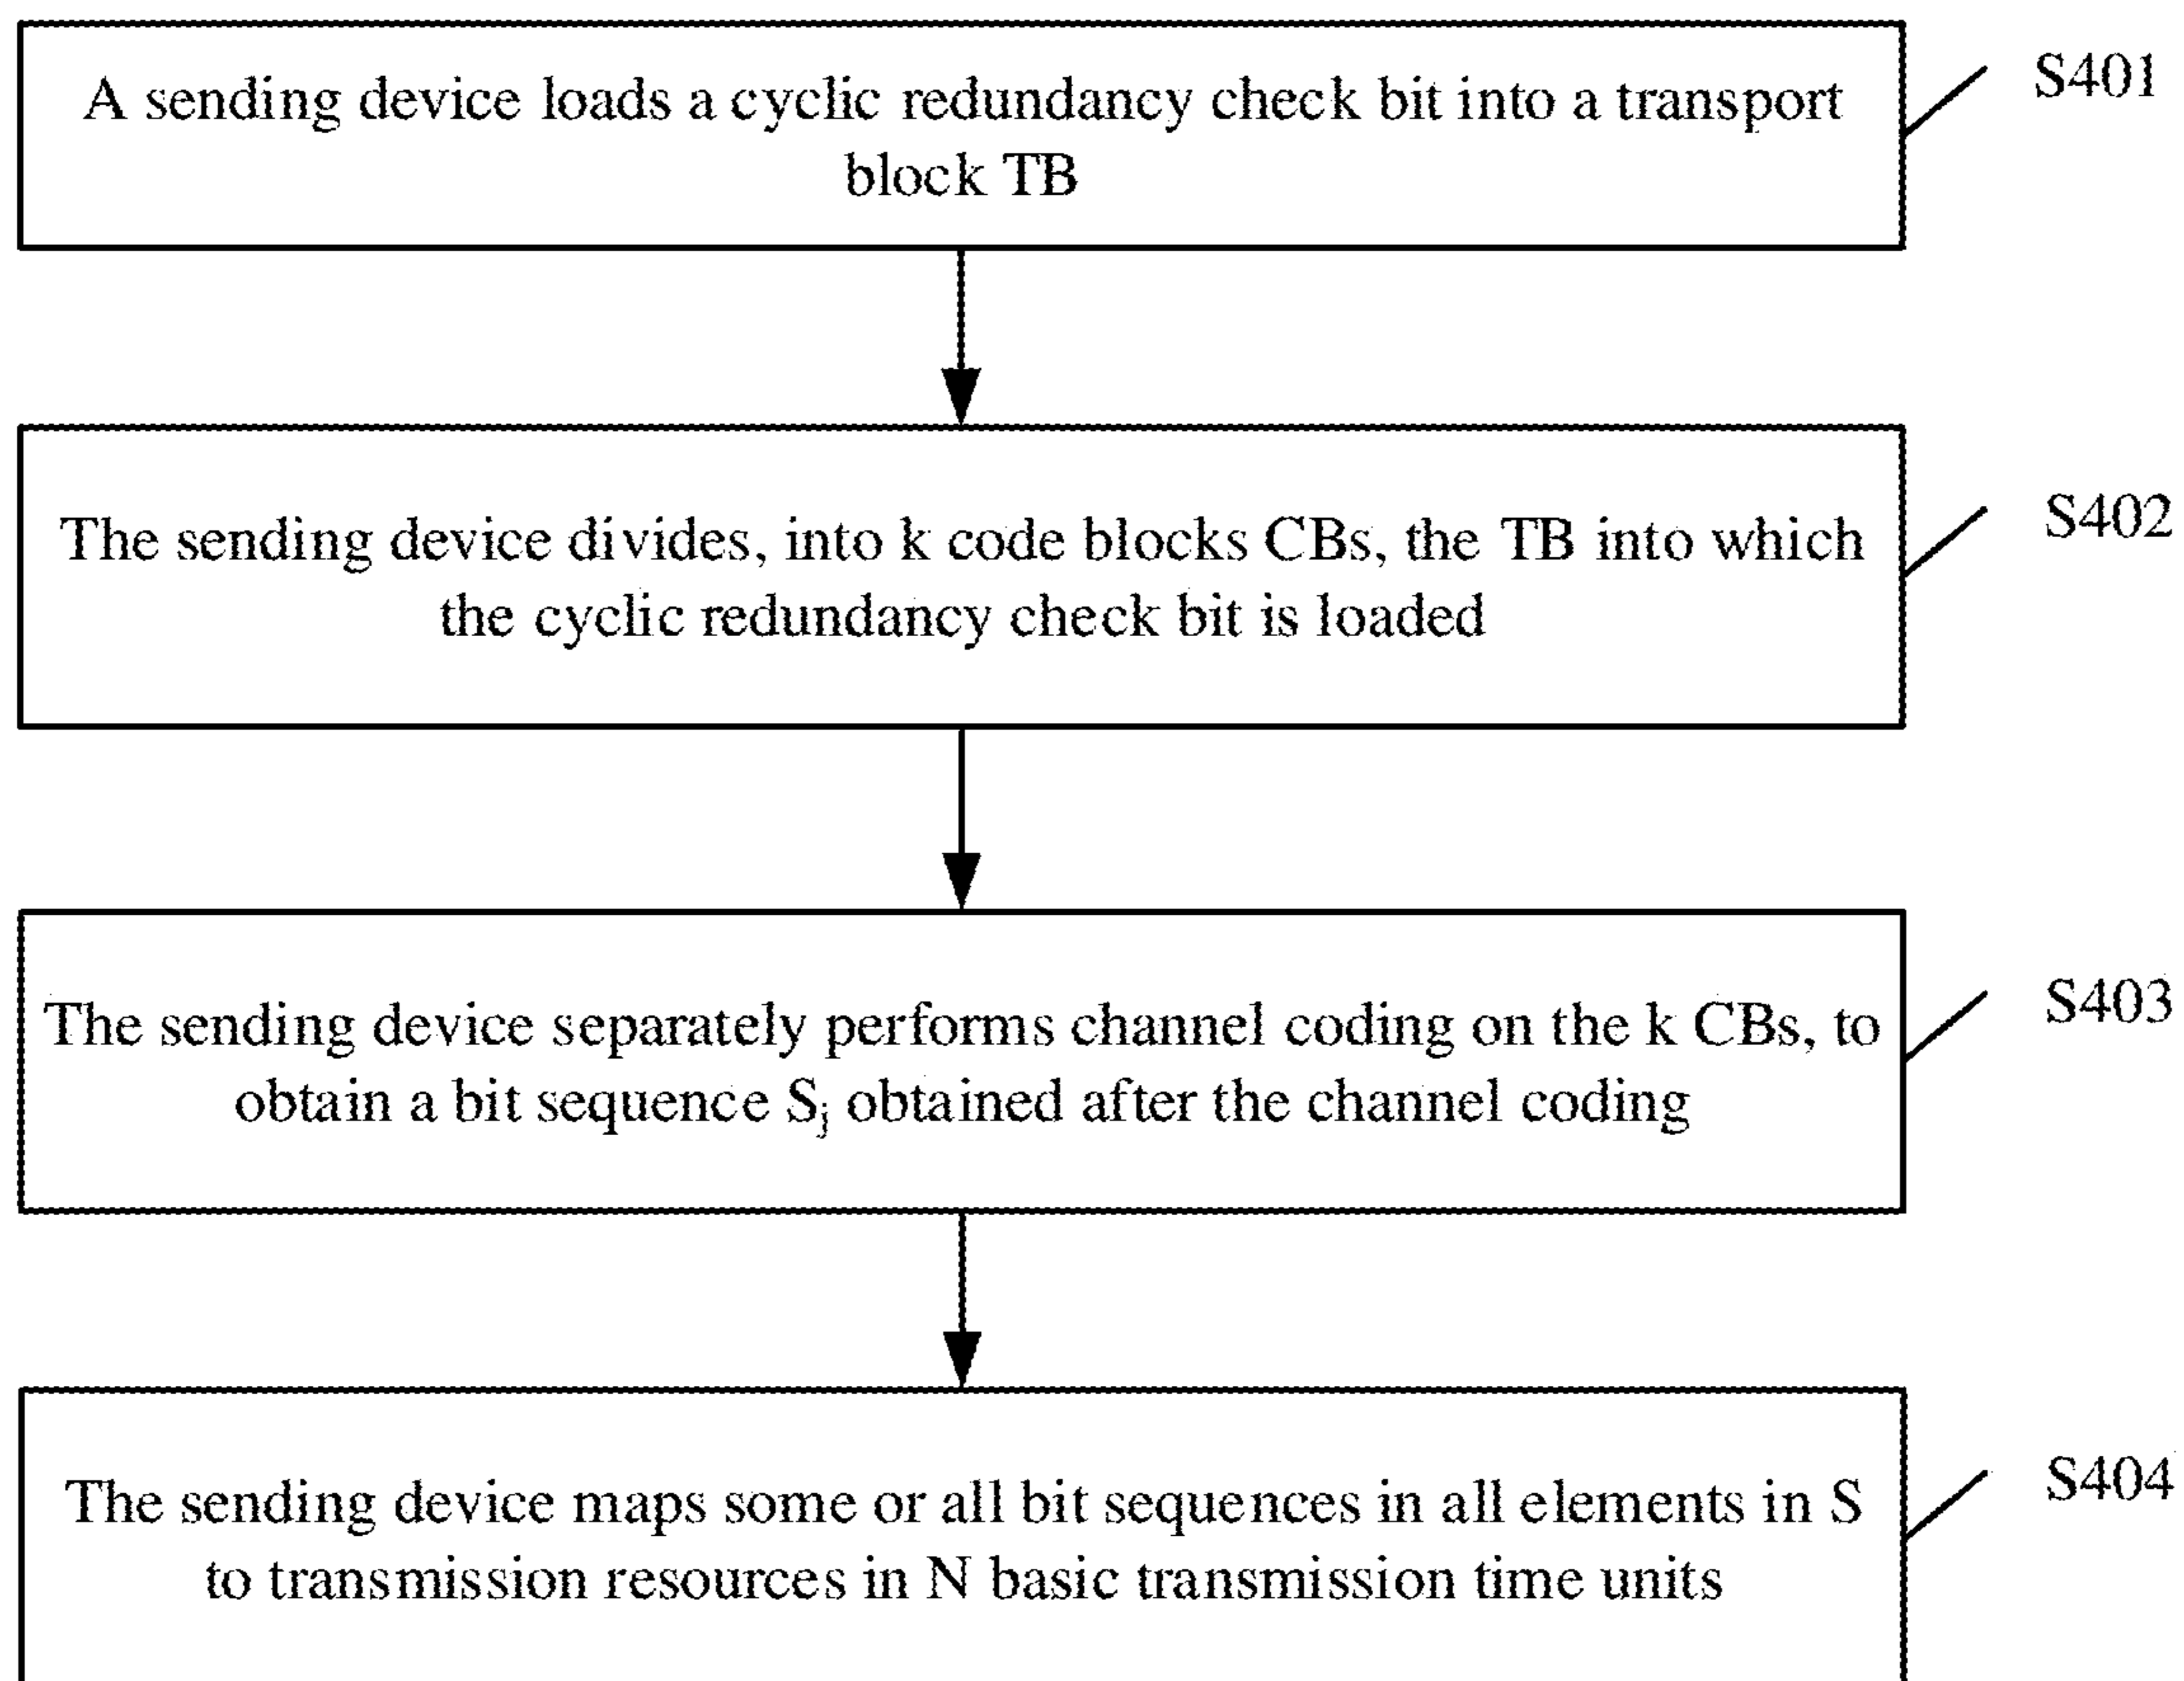 A sending device loads a cyclic redundancy check bit into a transport
block TB
S401
The sending device divides, into k code blocks CBs, the TB into which
the cyclic redundancy check bit is loaded
S402
The sending device separately performs channel coding on the k CBs, to
obtain a bit sequence Sj obtained after the channel coding
S403
The sending device maps some or all bit sequences in all elements in S
to transmission resources in N basic transmission time units
S404